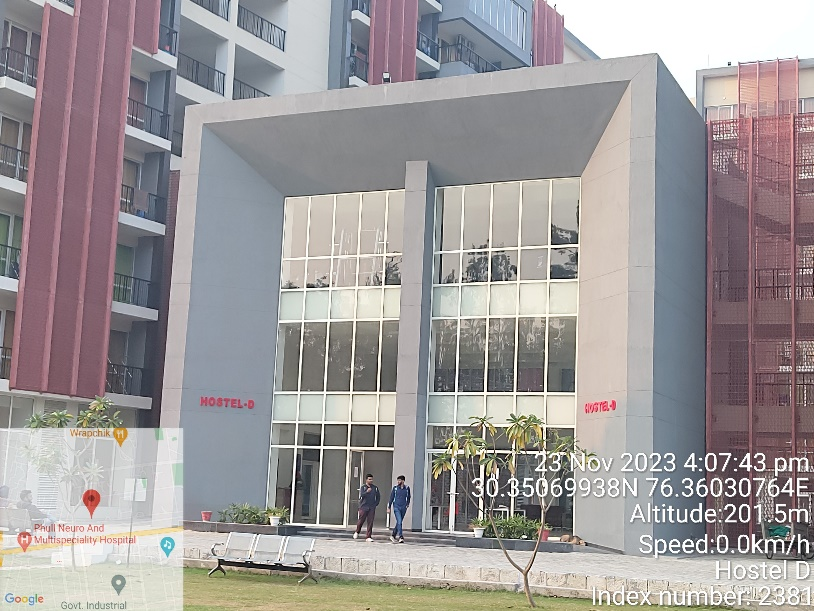 HOSTEL-D
HOSTEL-D
Wrapchik
Phull Neuro And
Multispeciality Hospital
Google
Govt. Industrial
23 Nov 2023 4:07:43 pm
30.35069938N 76.36030764E
Altitude:201.5m
Speed:0.0km/h
Hostel D
Index number: 2381